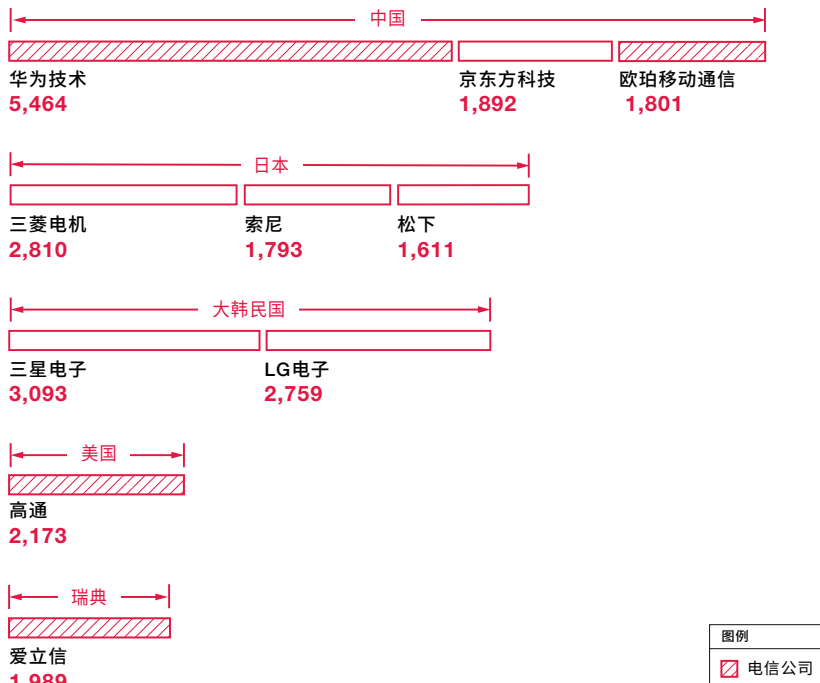 中国
华为技术 京东方科技 欧珀移动通信
5,464 1,892 1,801
日本
三菱电机 索尼 松下
2,810 1,793 1,611
大韩民国
三星电子 LG电子
3,093 2,759
美国
高通
2,173
瑞典
爱立信
1,989
图例
电信公司